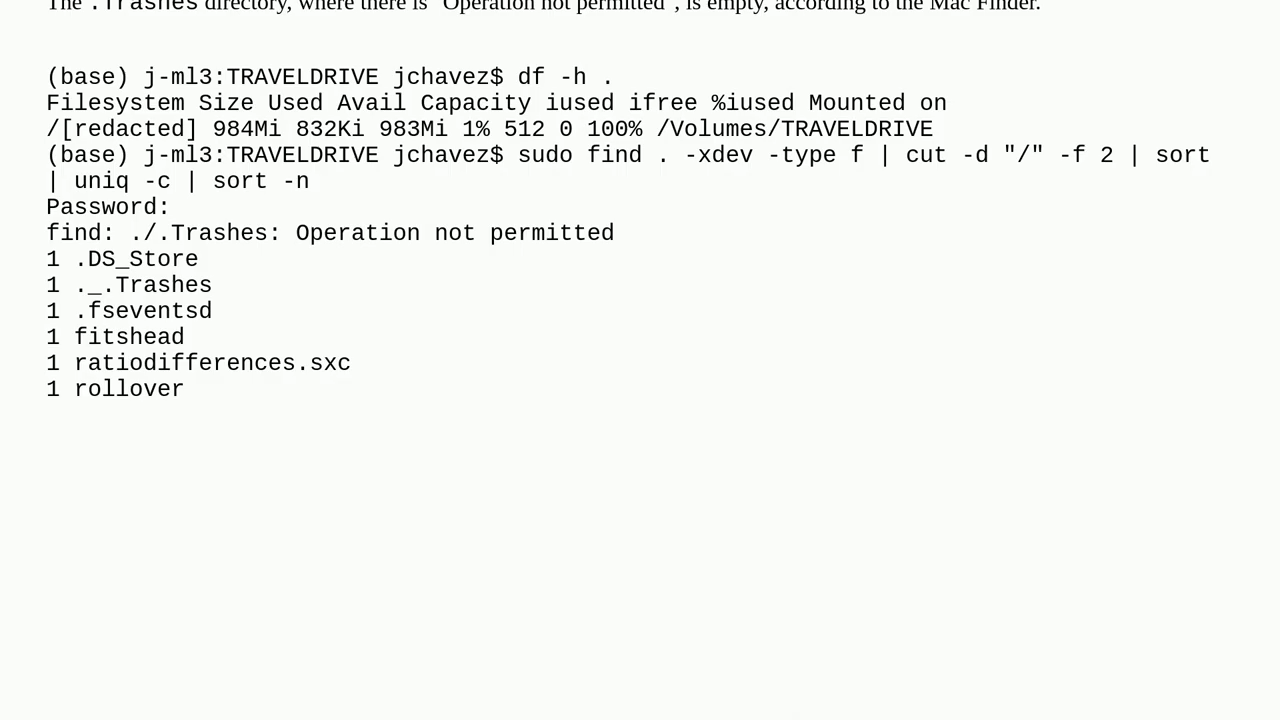 The .Trashes directory, where there is "Operation not permitted", is empty, according to the Mac Finder.
(base) j-ml3:TRAVELDRIVE jchavez$ df -h .
Filesystem Size Used Avail Capacity iused ifree %iused Mounted on
/[redacted] 984Mi 832Ki 983Mi 1% 512 0 100% /Volumes/TRAVELDRIVE
(base) j-ml3:TRAVELDRIVE jchavez$ sudo find . -xdev -type f | cut -d "/" -f 2 | sort
| uniq -c | sort -n
Password:
find: ./.Trashes: Operation not permitted
1 .DS_Store
1 ._.Trashes
1 .fseventsd
1 fitshead
1 ratiodifferences.sxc
1 rollover